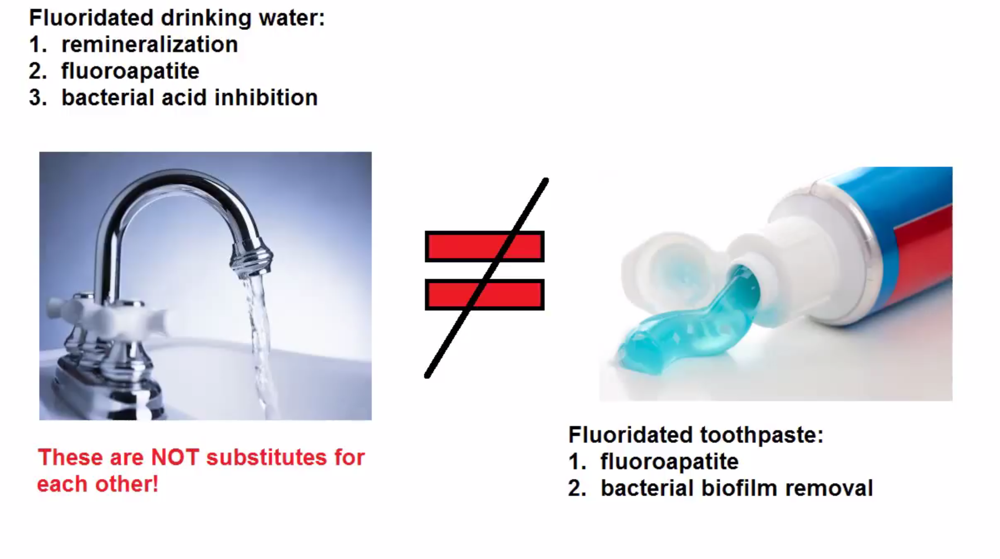 Fluoridated drinking water:
1. remineralization
2. fluoroapatite
3. bacterial acid inhibition
These are NOT substitutes for
each other!
Fluoridated toothpaste:
1. fluoroapatite
2. bacterial biofilm removal